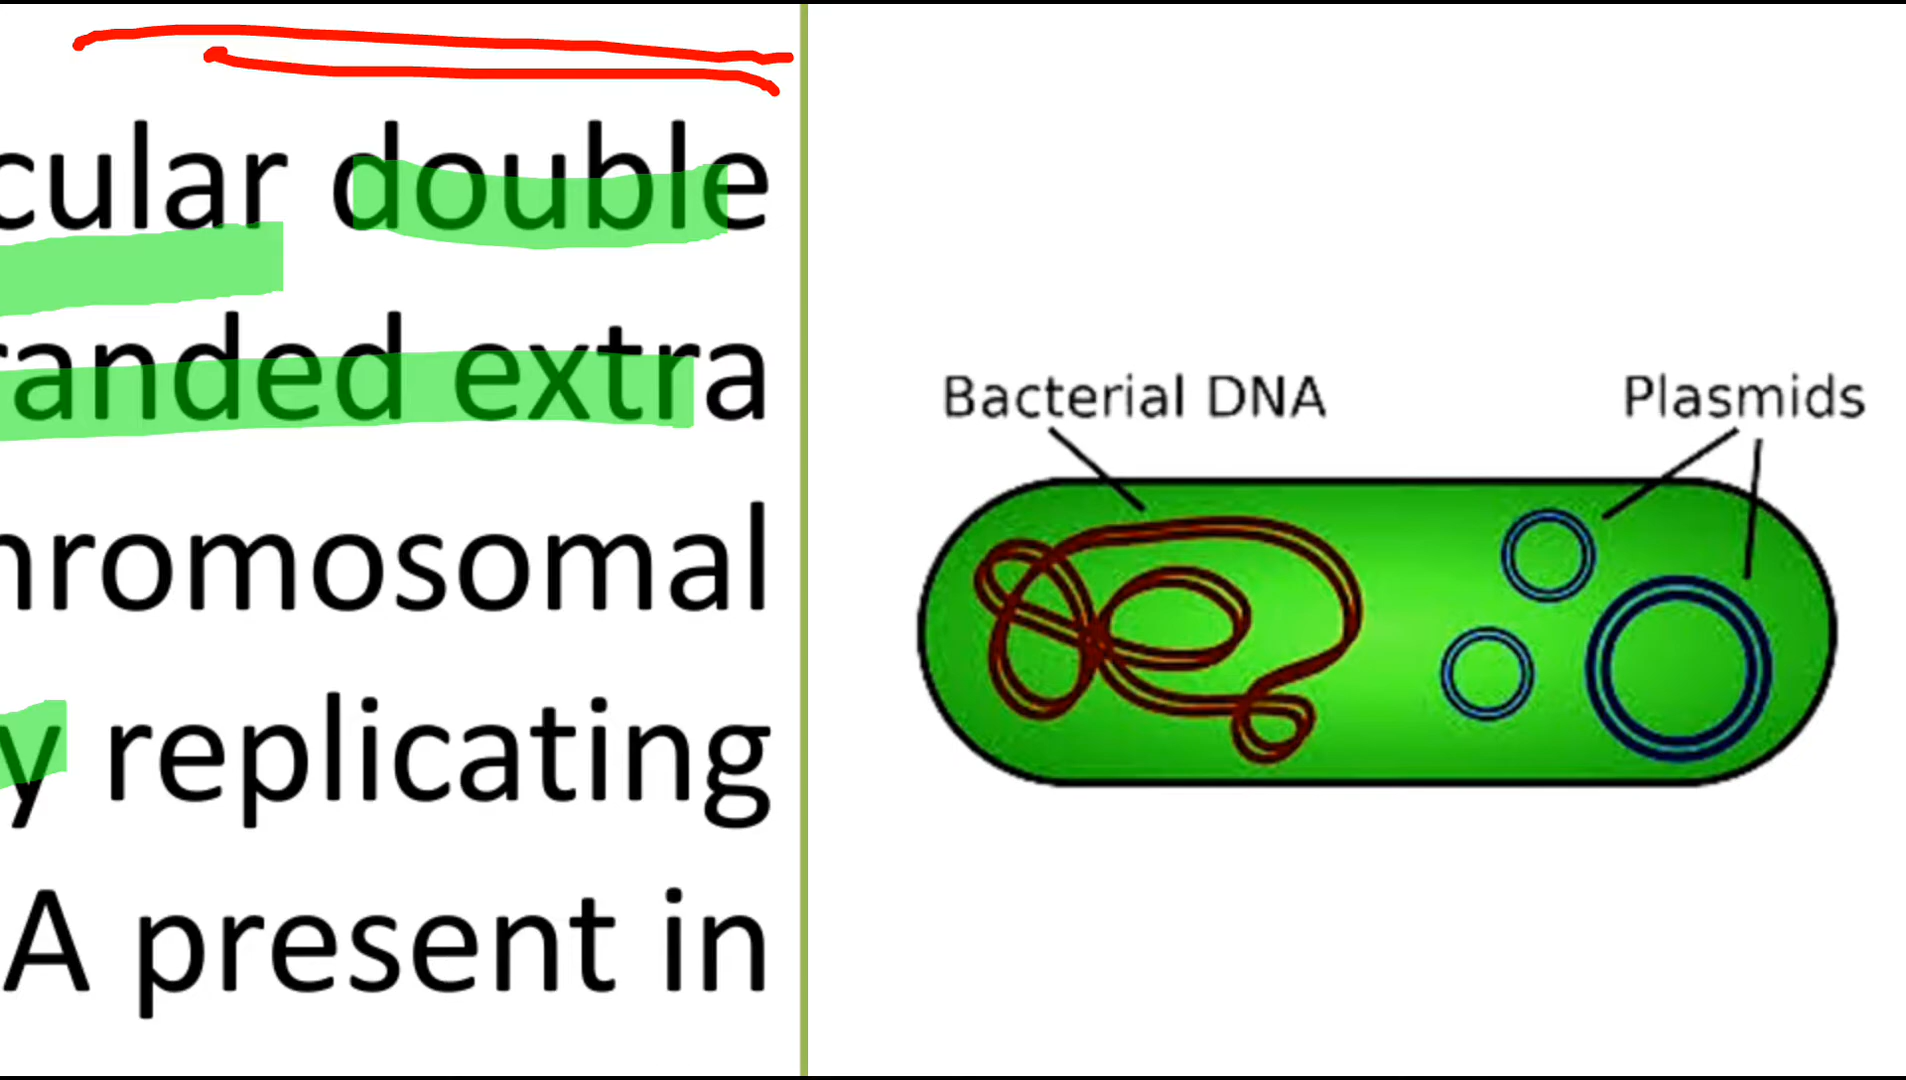 cular double
randed extra
hromosomal
y replicating
A present in
Bacterial DNA
Plasmids